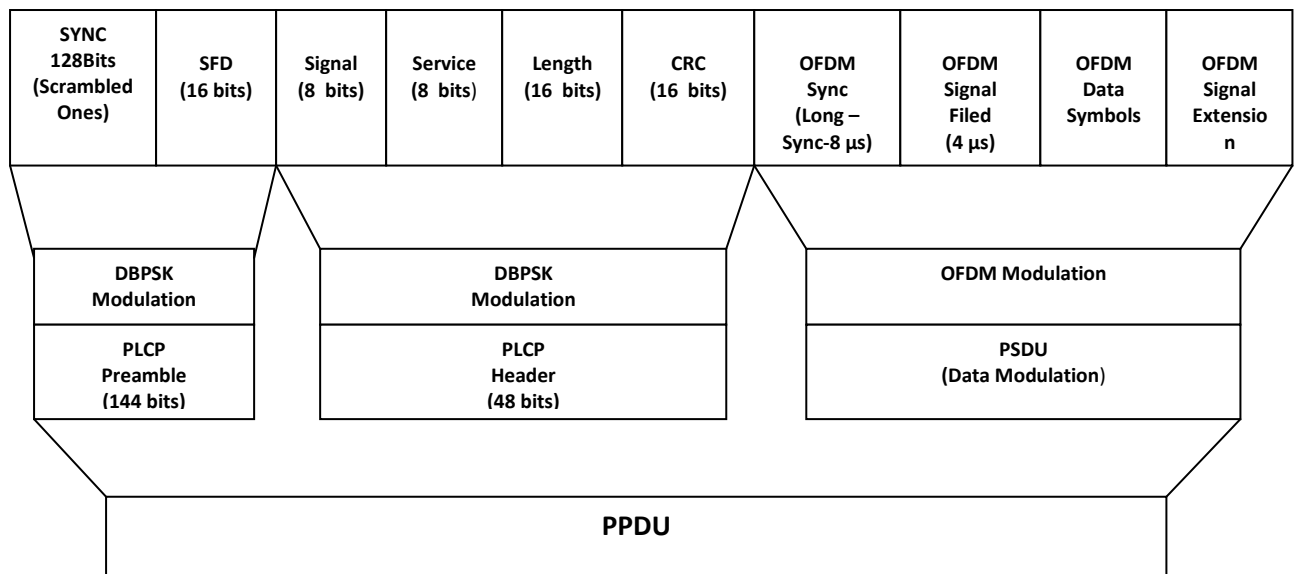 SYNC
128Bits
(Scrambled
Ones)
SFD
(16 bits)
Signal
(8 bits)
Service
(8 bits)
Length
(16 bits)
CRC
(16 bits)
OFDM
Sync
(Long –
Sync-8 µs)
OFDM
Signal
Filed
(4 µs)
OFDM
Data
Symbols
OFDM
Signal
Extensio
n
DBPSK
Modulation
DBPSK
Modulation
OFDM Modulation
PLCP
Preamble
(144 bits)
PLCP
Header
(48 bits)
PSDU
(Data Modulation)
PPDU